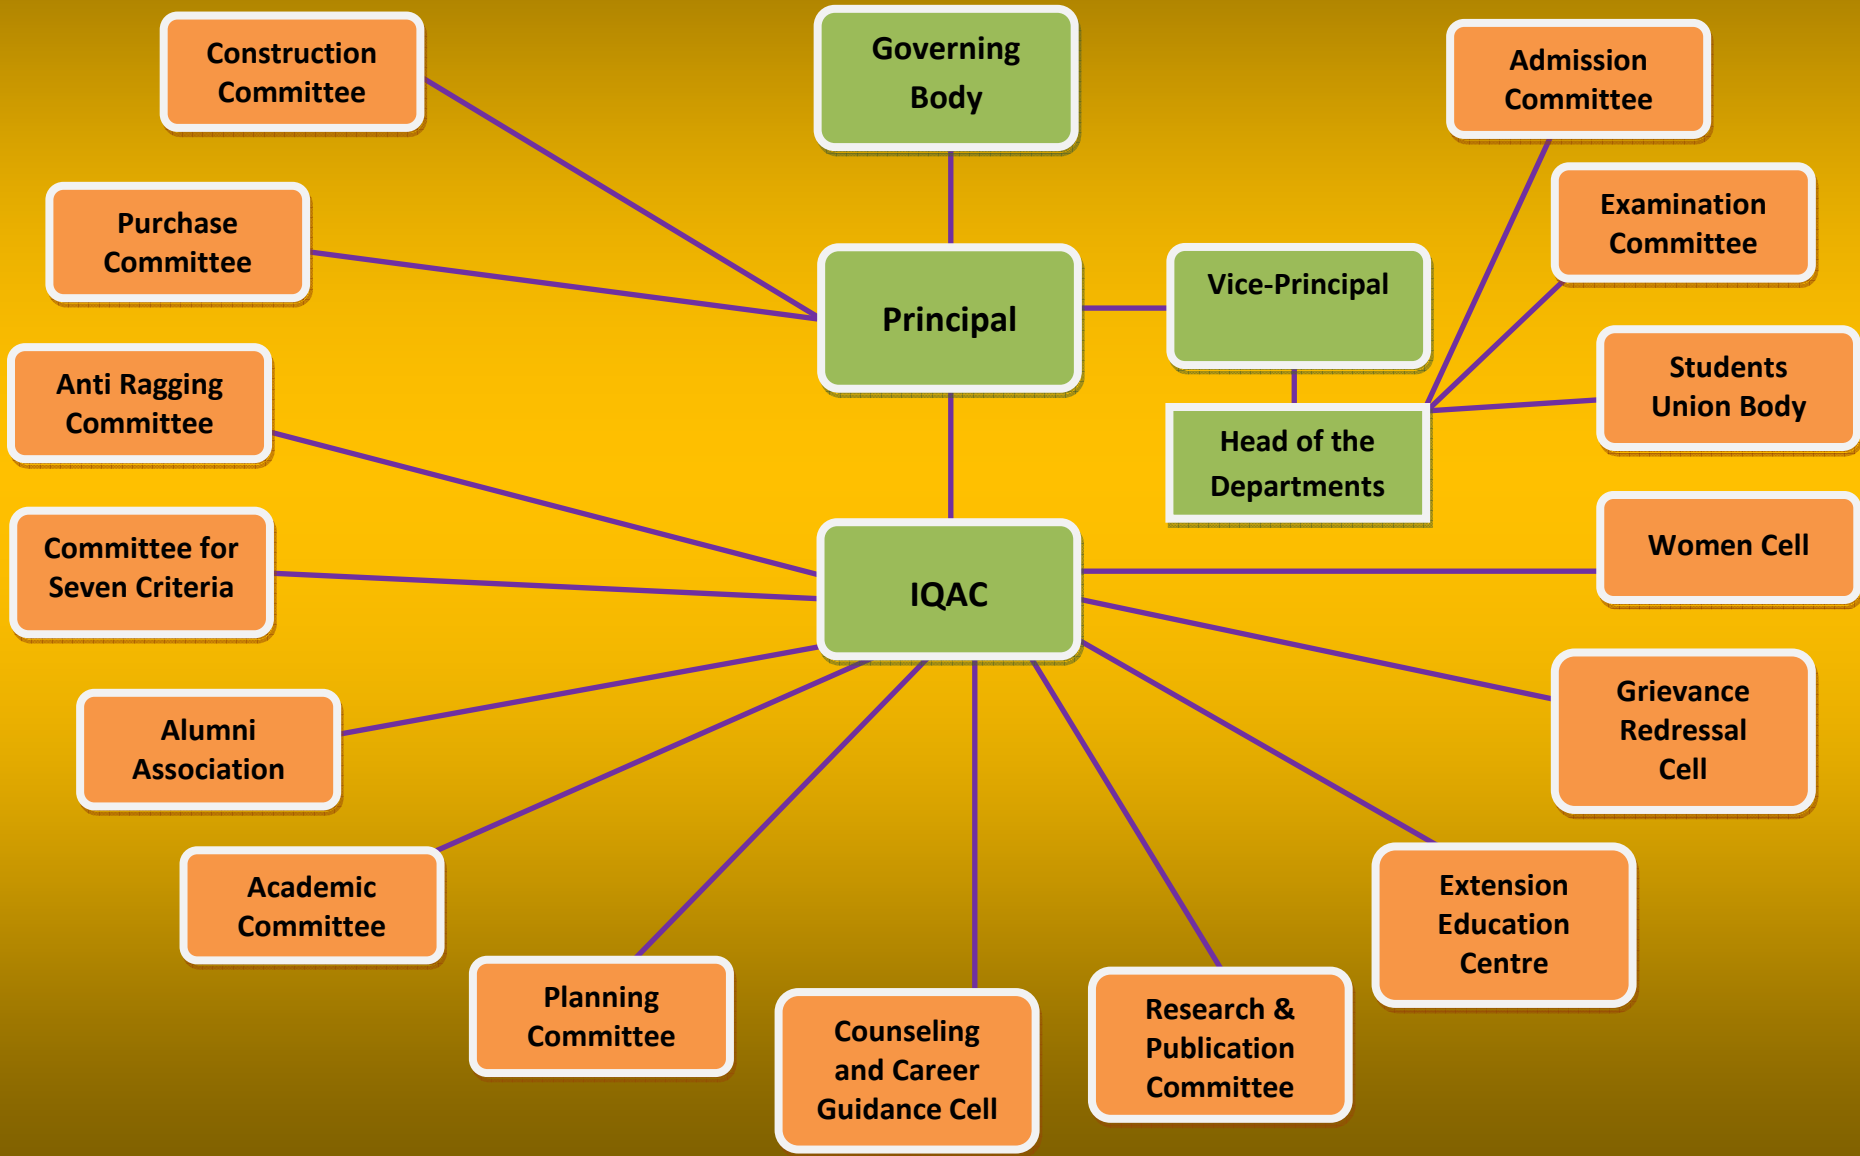 Construction
Committee
Governing
Body
Admission
Committee
Purchase
Committee
Examination
Committee
Principal
Vice-Principal
Anti Ragging
Committee
Students
Union Body
Head of the
Departments
Committee for
Seven Criteria
IQAC
Women Cell
Alumni
Association
Grievance
Redressal
Cell
Academic
Committee
Extension
Education
Centre
Planning
Committee
Counseling
and Career
Guidance Cell
Research &
Publication
Committee